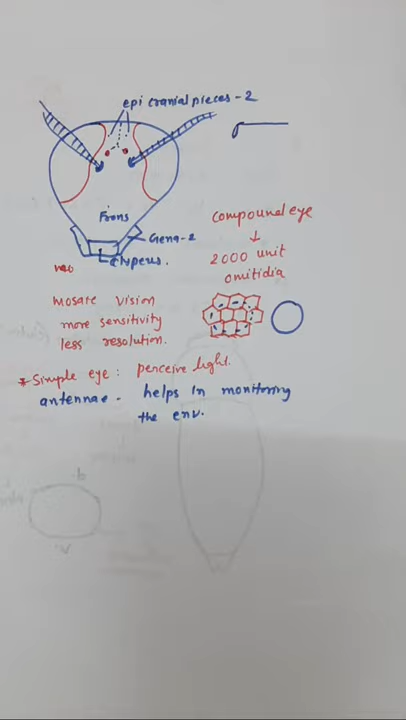 epi cranial pieces - 2
Frons
Gena-2
Clypeus.
compound eye
↓
2000 unit
omitidia
mosaic vision
more sensitivity
less resolution.
* Simple eye : perceive light.
antennae - helps in monitoring
the env.